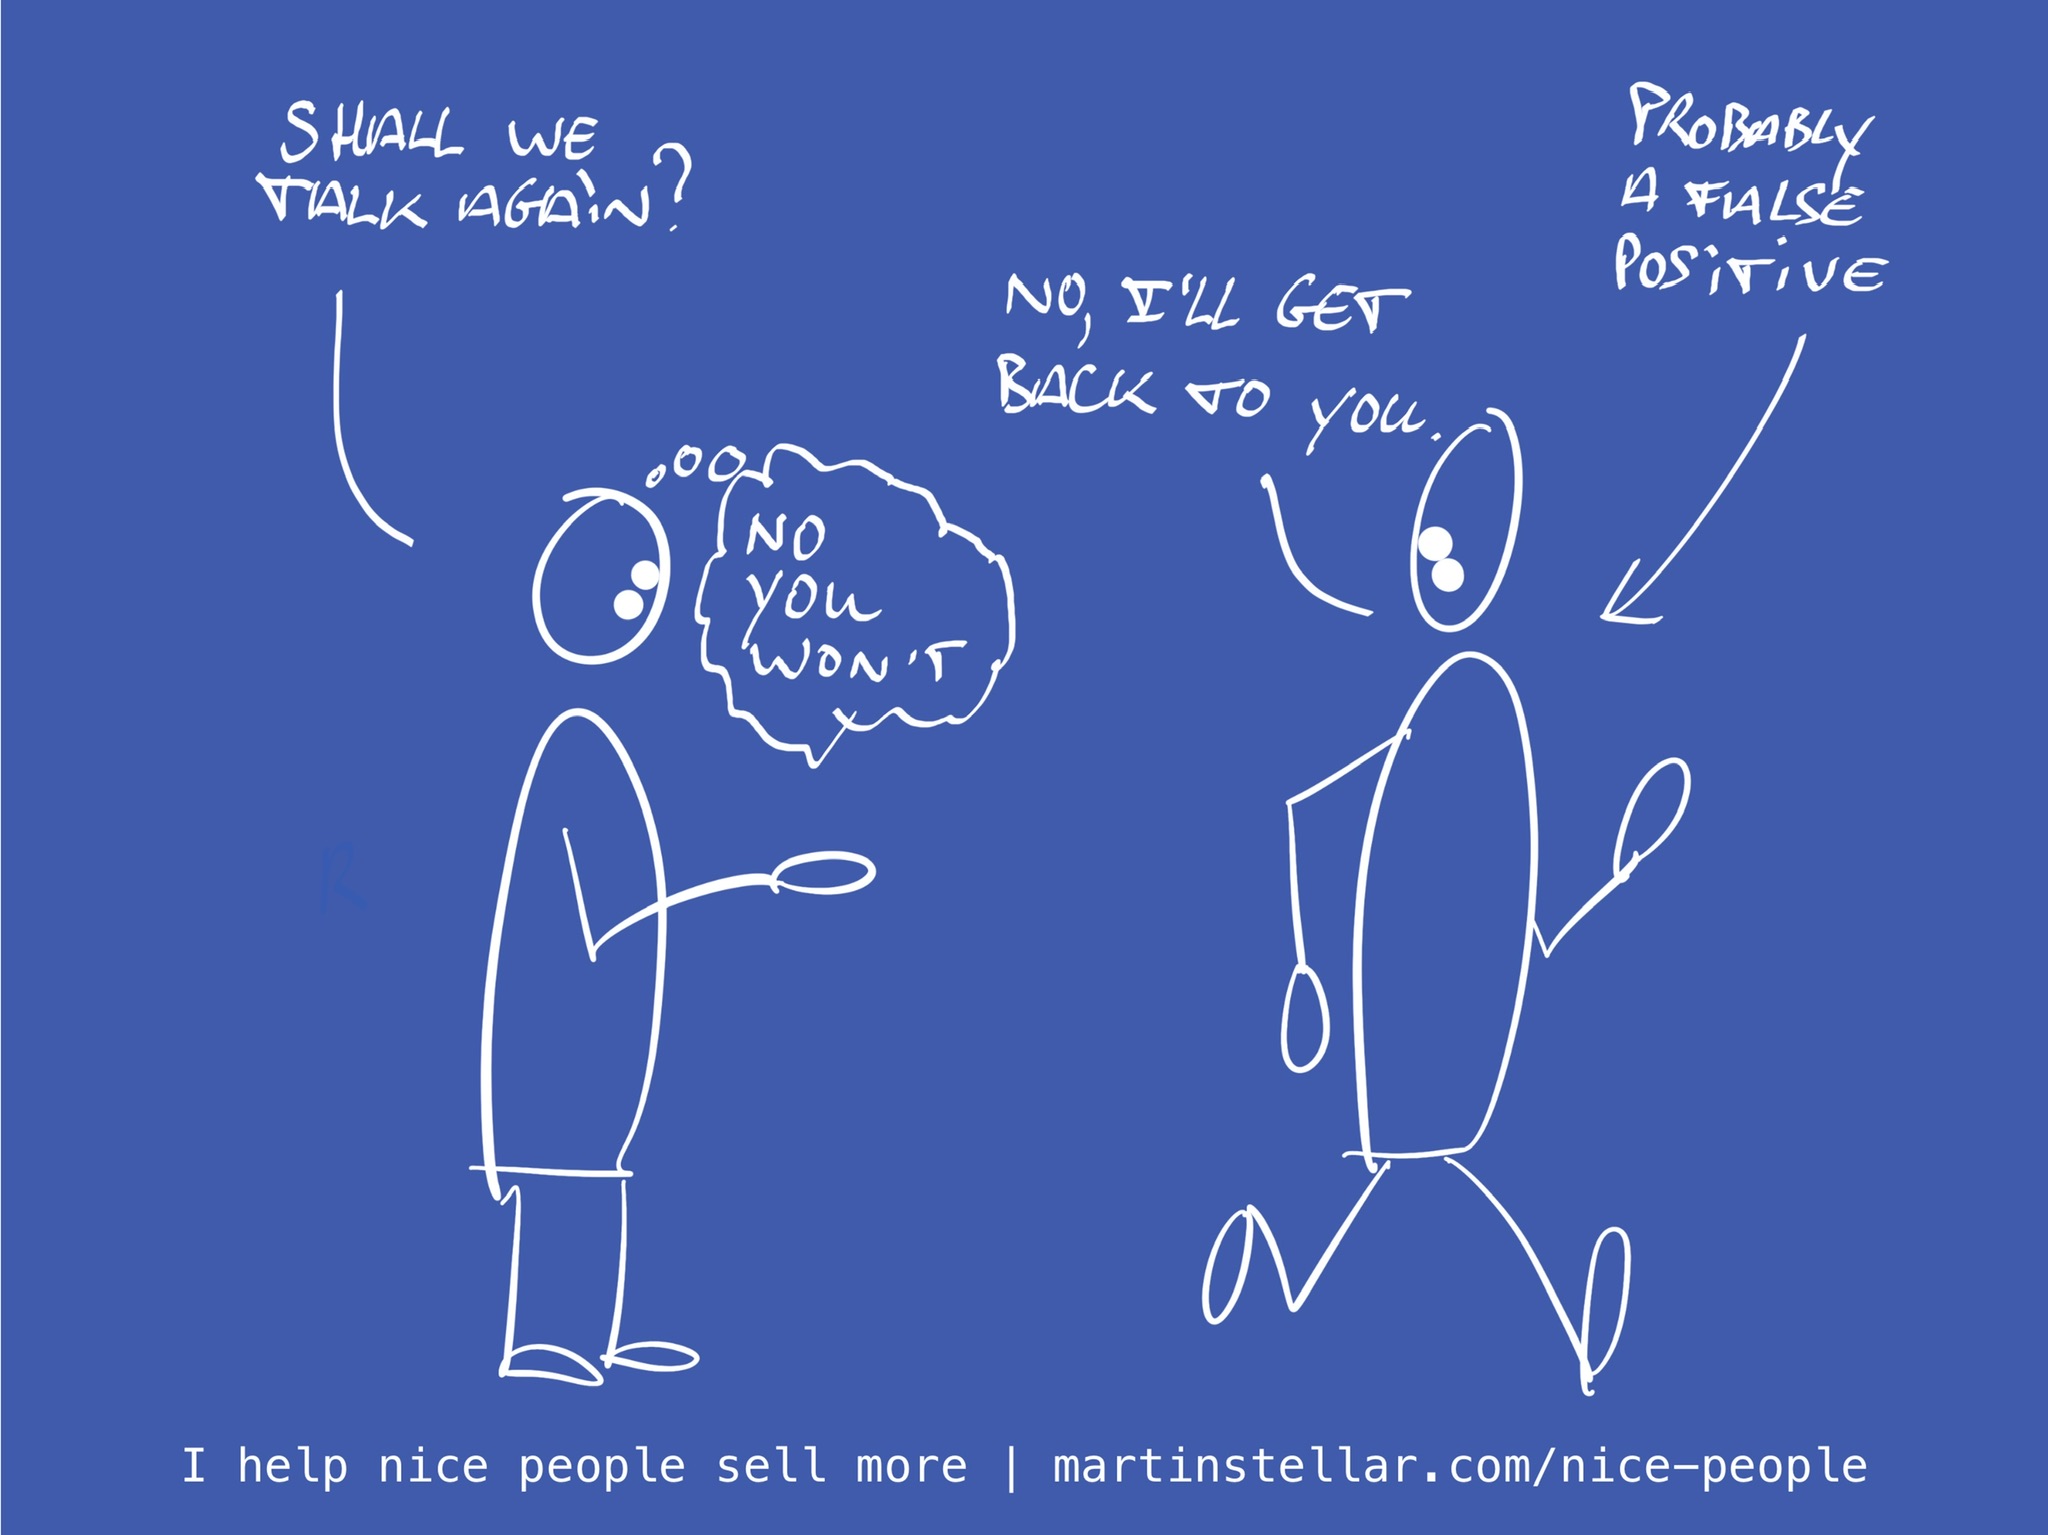 SHALL WE
TALK AGAIN?
PROBABLY
A FALSE
POSITIVE
NO, I'LL GET
BACK TO YOU.
NO
YOU
WON'T
R
I help nice people sell more | martinstellar.com/nice-people